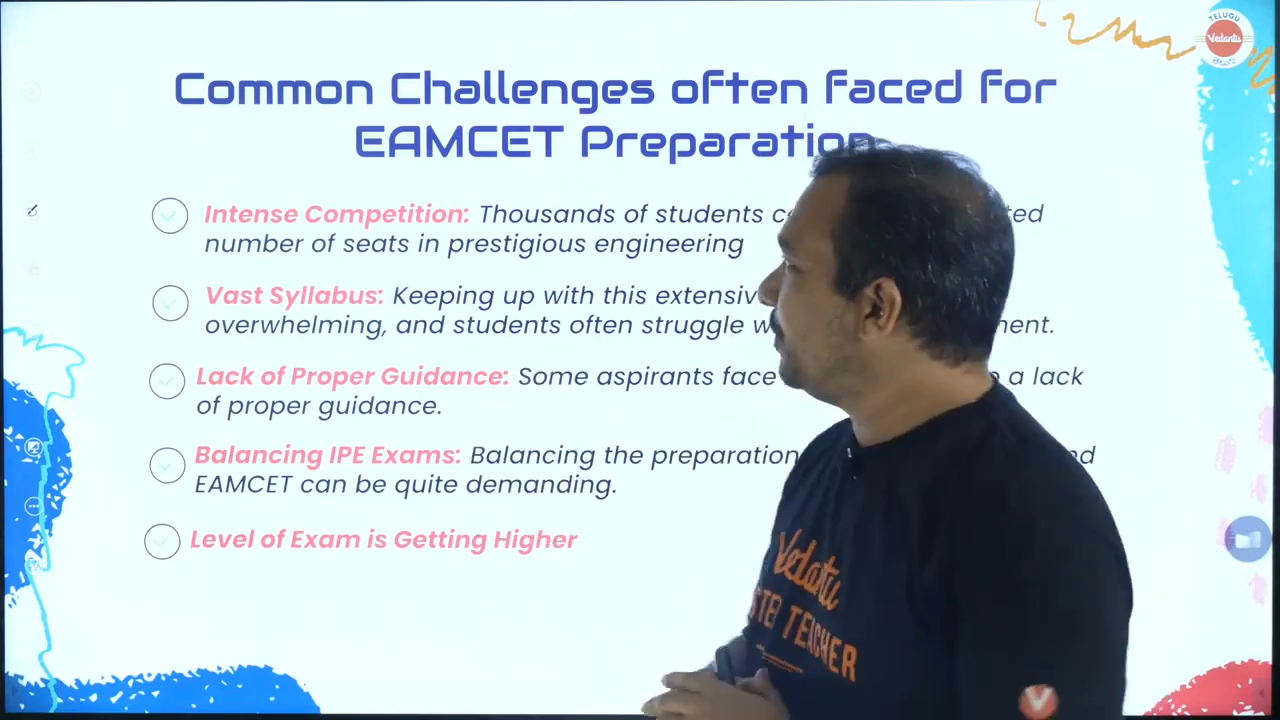 TELUGU
Vedantu
తెలుగు
Common Challenges often faced for
EAMCET Preparation
Intense Competition: Thousands of students
number of seats in prestigious engineering
Vast Syllabus: Keeping up with this
overwhelming, and students often struggle
Lack of Proper Guidance: Some aspirants face a lack
of proper guidance.
Balancing IPE Exams: Balancing the preparation
EAMCET can be quite demanding.
Level of Exam is Getting Higher
Vedantu
TEACHER
V